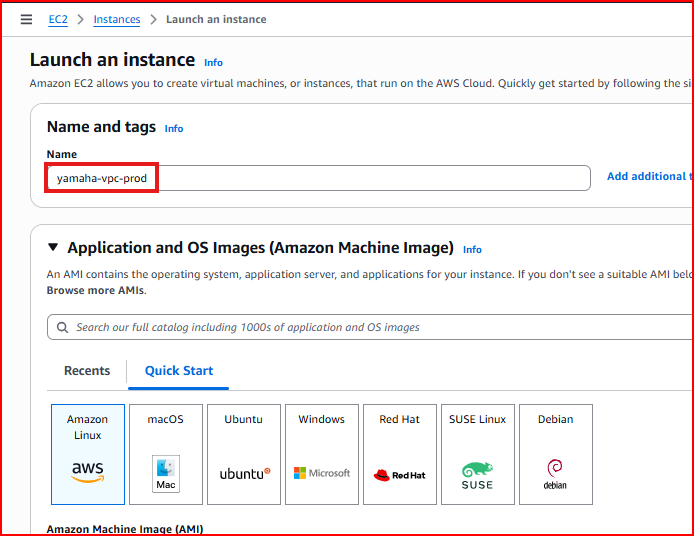 EC2 > Instances > Launch an instance
Launch an instance Info
Amazon EC2 allows you to create virtual machines, or instances, that run on the AWS Cloud. Quickly get started by following the si
Name and tags Info
Name
yamaha-vpc-prod
Add additional t
Application and OS Images (Amazon Machine Image) Info
An AMI contains the operating system, application server, and applications for your instance. If you don't see a suitable AMI belo
Browse more AMIs.
Search our full catalog including 1000s of application and OS images
Recents
Quick Start
Amazon Linux
aws
macOS
Mac
Ubuntu
ubuntu
Windows
Microsoft
Red Hat
Red Hat
SUSE Linux
SUSE
Debian
debian
Amazon Machine Image (AMI)